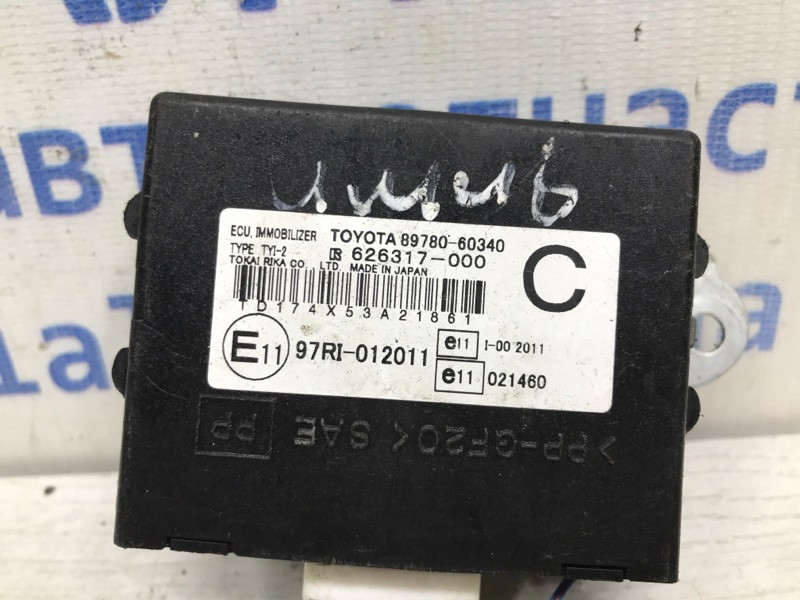 ECU, IMMOBILIZER TOYOTA 89780-60340
TYPE TYI-2 626317-000
TOKAI RIKA CO., LTD. MADE IN JAPAN
C
TD174X53A21861
E11 97RI-012011
e11 I-00 2011
e11 021460
>PP-GF20< SAE PP